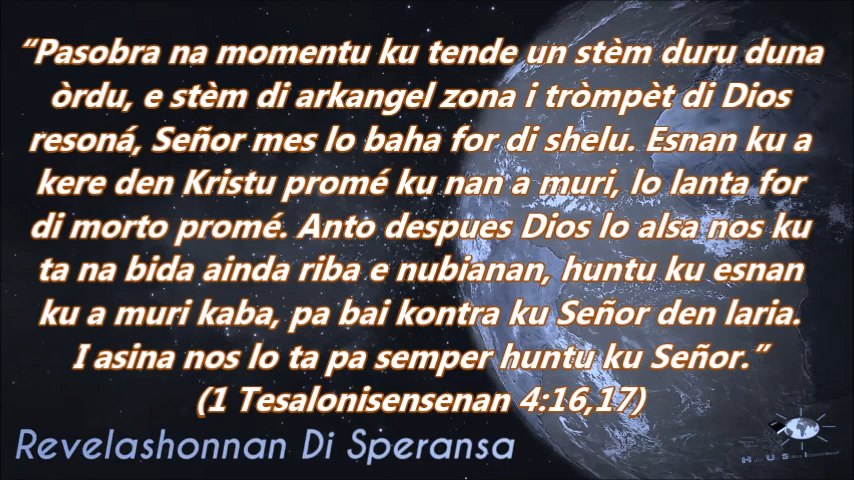 “Pasobra na momentu ku tende un stèm duru duna
òrdu, e stèm di arkangel zona i tròmpèt di Dios
resoná, Señor mes lo baha for di shelu. Esnan ku a
kere den Kristu promé ku nan a muri, lo lanta for
di morto promé. Anto despues Dios lo alsa nos ku
ta na bida ainda riba e nubianan, huntu ku esnan
ku a muri kaba, pa bai kontra ku Señor den laria.
I asina nos lo ta pa semper huntu ku Señor.”
(1 Tesalonisensenan 4:16,17)
Revelashonnan Di Speransa